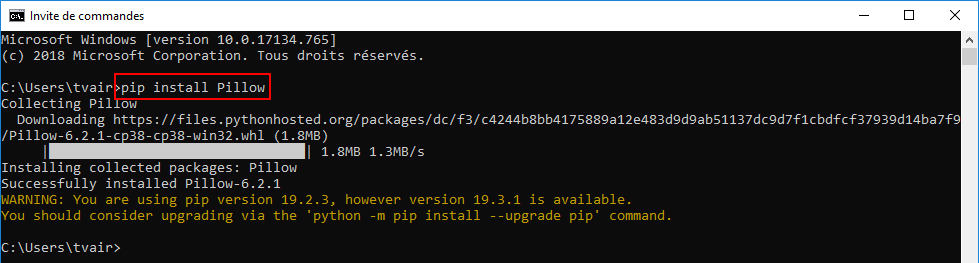 Invite de commandes
Microsoft Windows [version 10.0.17134.765]
(c) 2018 Microsoft Corporation. Tous droits réservés.
C:\Users\tvair>pip install Pillow
Collecting Pillow
Downloading https://files.pythonhosted.org/packages/dc/f3/c4244b8bb4175889a12e483d9d9ab51137dc9d7f1cbdfcf37939d14ba7f9
/Pillow-6.2.1-cp38-cp38-win32.whl (1.8MB)
|████████████████████████████████| 1.8MB 1.3MB/s
Installing collected packages: Pillow
Successfully installed Pillow-6.2.1
WARNING: You are using pip version 19.2.3, however version 19.3.1 is available.
You should consider upgrading via the 'python -m pip install --upgrade pip' command.
C:\Users\tvair>